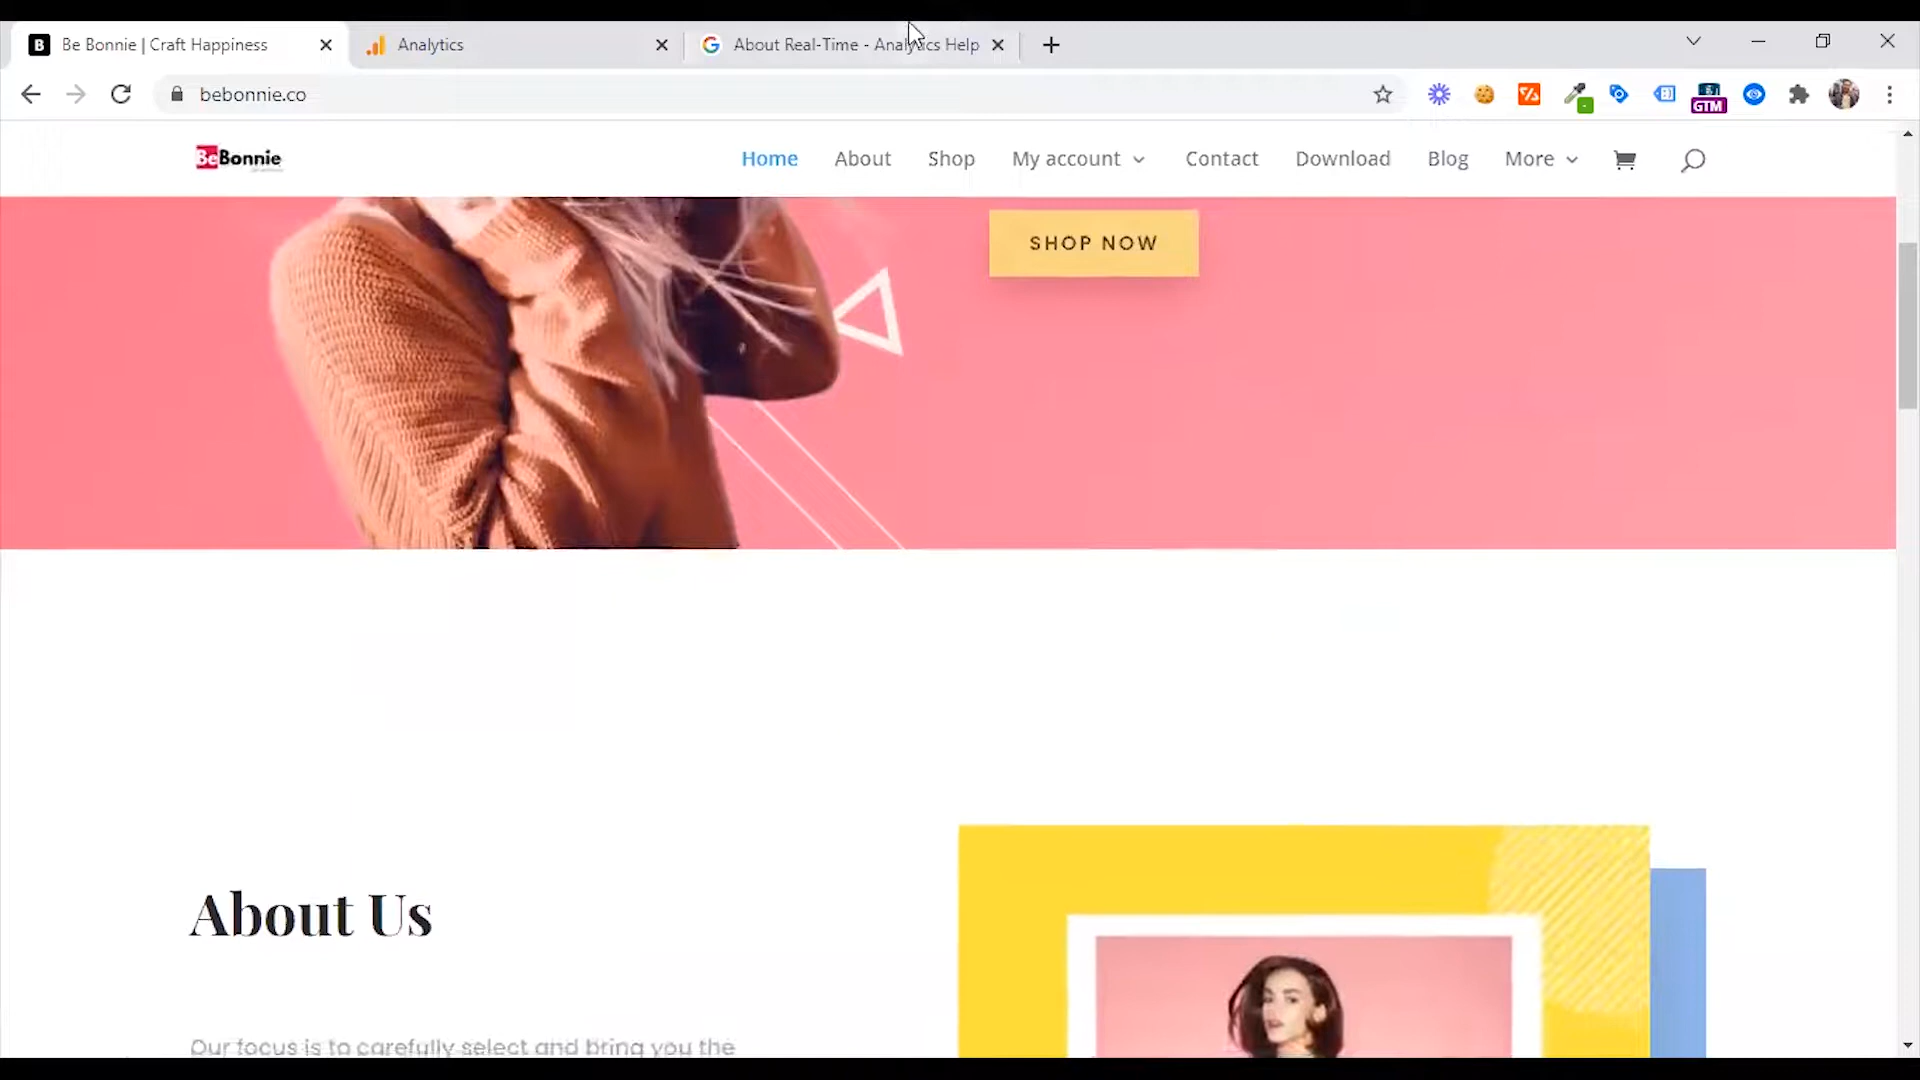 B Be Bonnie | Craft Happiness
Analytics
About Real-Time - Analytics Help
bebonnie.co
GTM
BeBonnie
Home
About
Shop
My account
Contact
Download
Blog
More
SHOP NOW
About Us
Our focus is to carefully select and bring you the